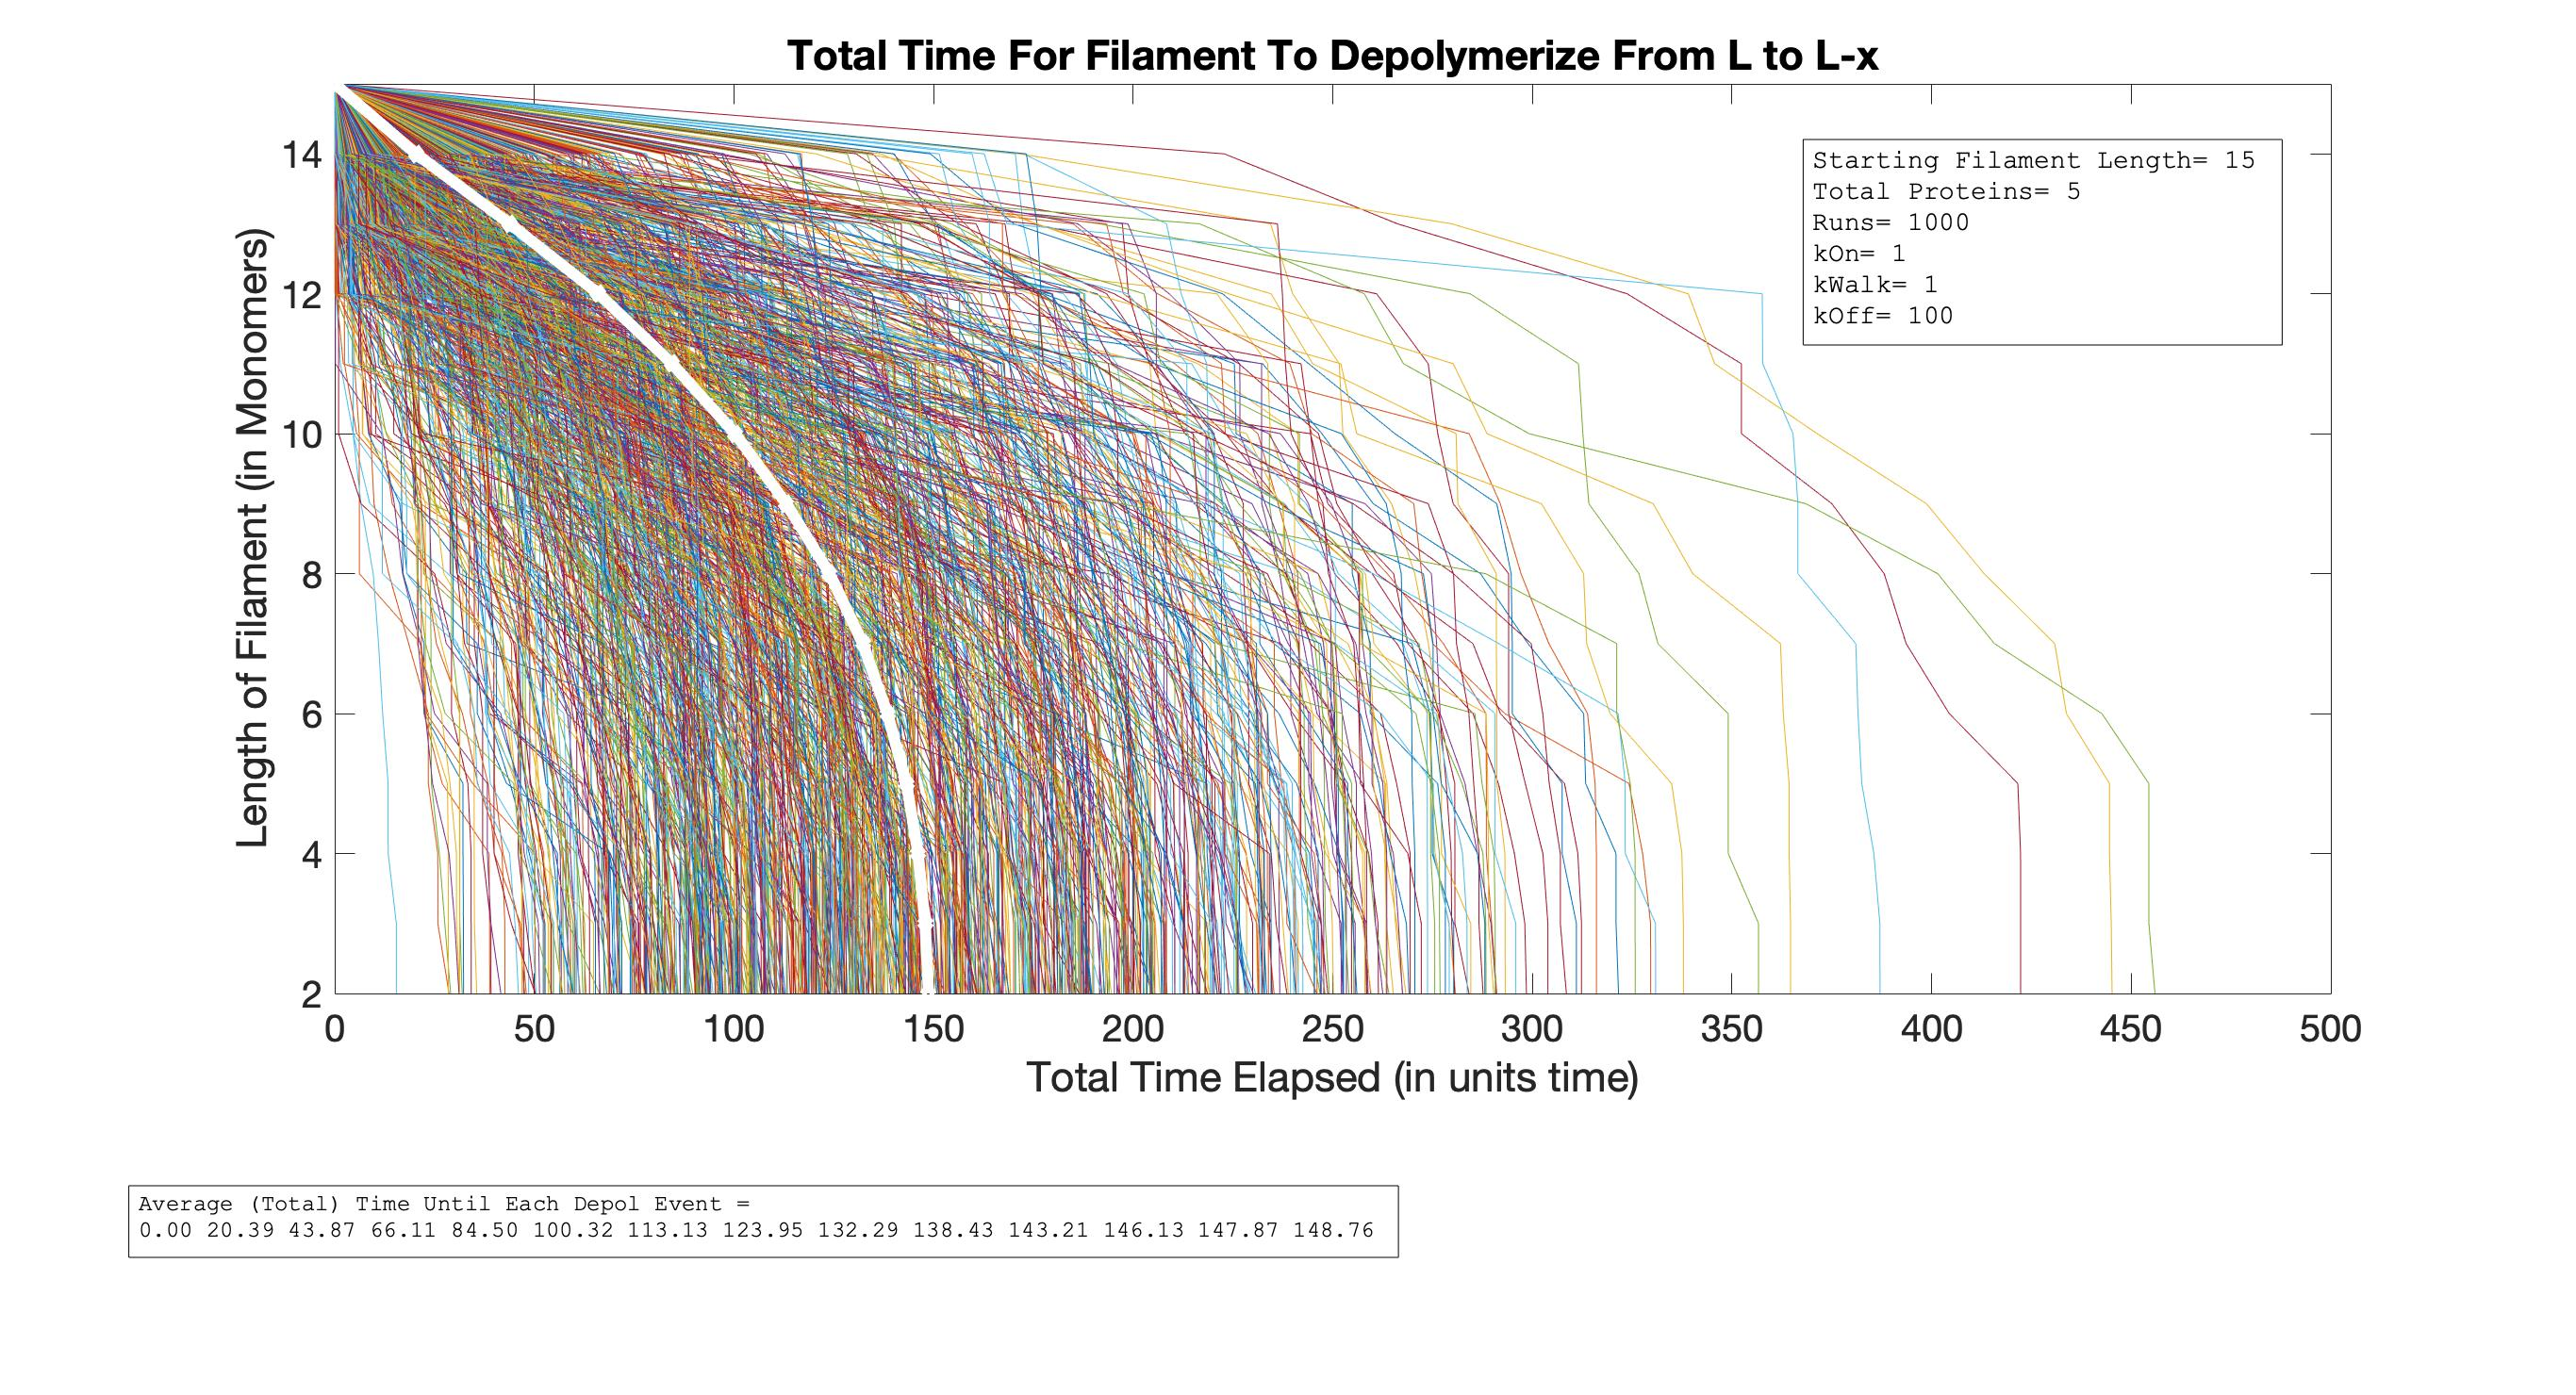 Total Time For Filament To Depolymerize From L to L-x
Length of Filament (in Monomers)
14
12
10
8
6
4
2
Starting Filament Length= 15
Total Proteins= 5
Runs= 1000
kOn= 1
kWalk= 1
kOff= 100
0 50 100 150 200 250 300 350 400 450 500
Total Time Elapsed (in units time)
Average (Total) Time Until Each Depol Event =
0.00 20.39 43.87 66.11 84.50 100.32 113.13 123.95 132.29 138.43 143.21 146.13 147.87 148.76